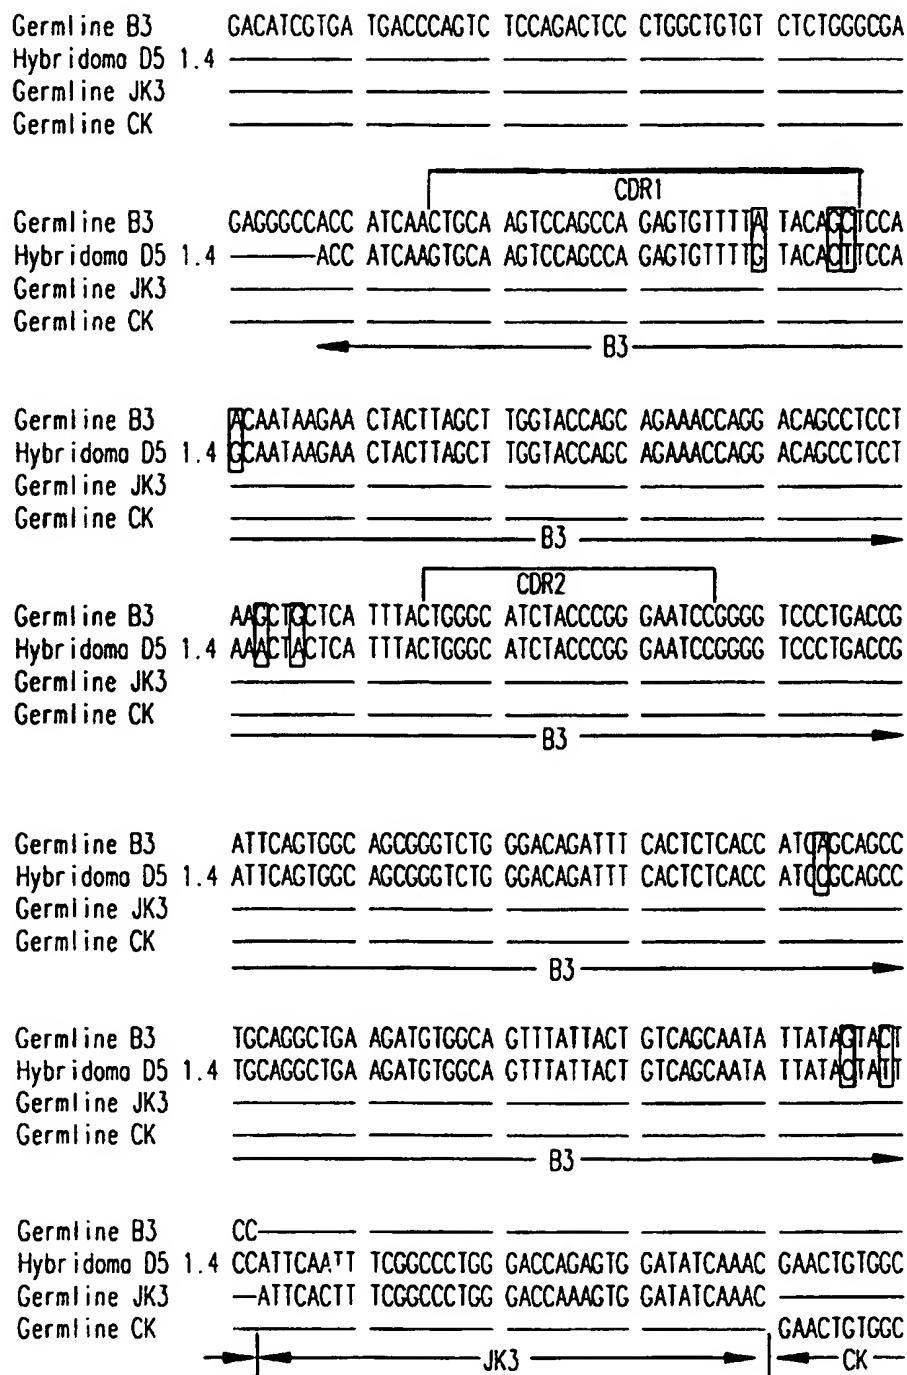 Germline B3 GACATCGTGA TGACCCAGTC TCCAGACTCC CTGGCTGTGT CTCTGGGCGA
Hybridoma D5 1.4
Germline JK3
Germline CK
CDR1
Germline B3 GAGGGCCACC ATCAACTGCA AGTCCAGCCA GAGTGTTTTA TACAGCTCCA
Hybridoma D5 1.4 ACC ATCAAGTGCA AGTCCAGCCA GAGTGTTTTG TACACTTCCA
Germline JK3
Germline CK
B3
Germline B3 ACAATAAGAA CTACTTAGCT TGGTACCAGC AGAAACCAGG ACAGCCTCCT
Hybridoma D5 1.4 GCAATAAGAA CTACTTAGCT TGGTACCAGC AGAAACCAGG ACAGCCTCCT
Germline JK3
Germline CK
B3
CDR2
Germline B3 AAGCTGCTCA TTTACTGGGC ATCTACCCGG GAATCCGGGG TCCCTGACCG
Hybridoma D5 1.4 AAACTACTCA TTTACTGGGC ATCTACCCGG GAATCCGGGG TCCCTGACCG
Germline JK3
Germline CK
B3
Germline B3 ATTCAGTGGC AGCGGGTCTG GGACAGATTT CACTCTCACC ATCAGCAGCC
Hybridoma D5 1.4 ATTCAGTGGC AGCGGGTCTG GGACAGATTT CACTCTCACC ATCCGCAGCC
Germline JK3
Germline CK
B3
Germline B3 TGCAGGCTGA AGATGTGGCA GTTTATTACT GTCAGCAATA TTATAGTACT
Hybridoma D5 1.4 TGCAGGCTGA AGATGTGGCA GTTTATTACT GTCAGCAATA TTATACTATT
Germline JK3
Germline CK
B3
Germline B3 CC
Hybridoma D5 1.4 CCATTCAATT TCGGCCCTGG GACCAGAGTG GATATCAAAC GAACTGTGGC
Germline JK3 ATTCACTT TCGGCCCTGG GACCAAAGTG GATATCAAAC
Germline CK GAACTGTGGC
JK3 CK